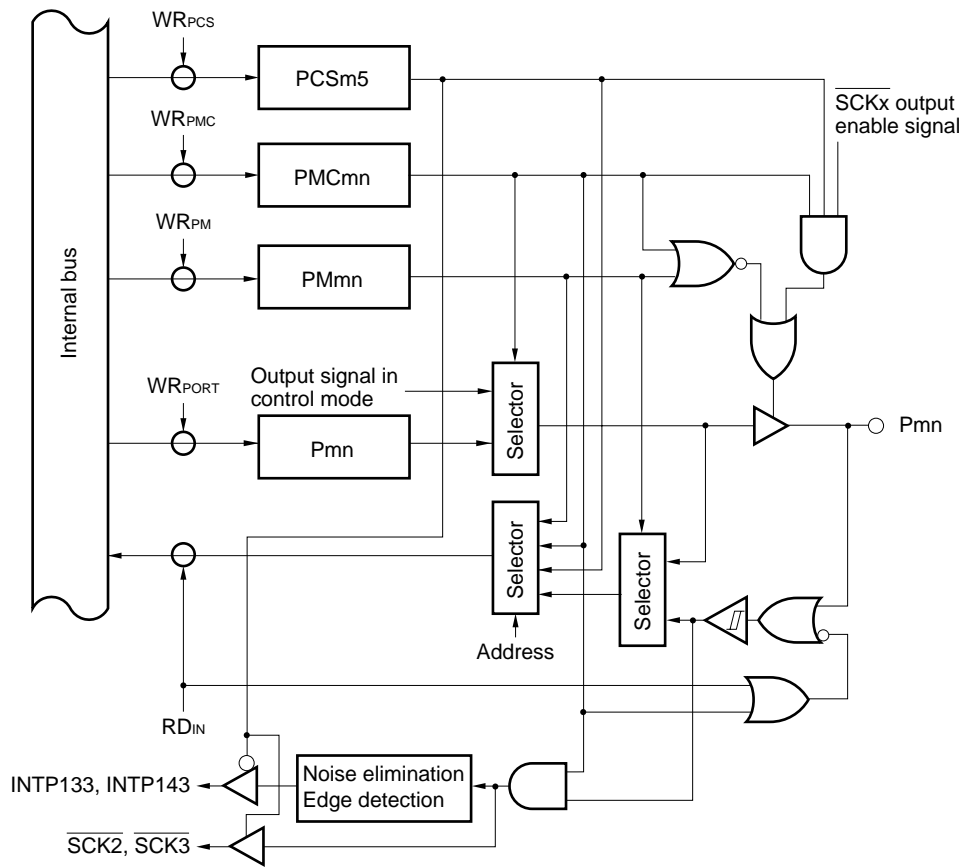 WRPCS
PCSm5
SCKx output
enable signal
WRPMC
PMCmn
WRPM
PMmn
Internal bus
Output signal in
control mode
WRPORT
Pmn
Selector
Pmn
Selector
Selector
Address
RDIN
INTP133, INTP143
Noise elimination
Edge detection
SCK2, SCK3